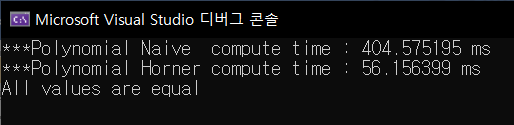 Microsoft Visual Studio 디버그 콘솔
***Polynomial Naive  compute time : 404.575195 ms
***Polynomial Horner compute time : 56.156399 ms
All values are equal